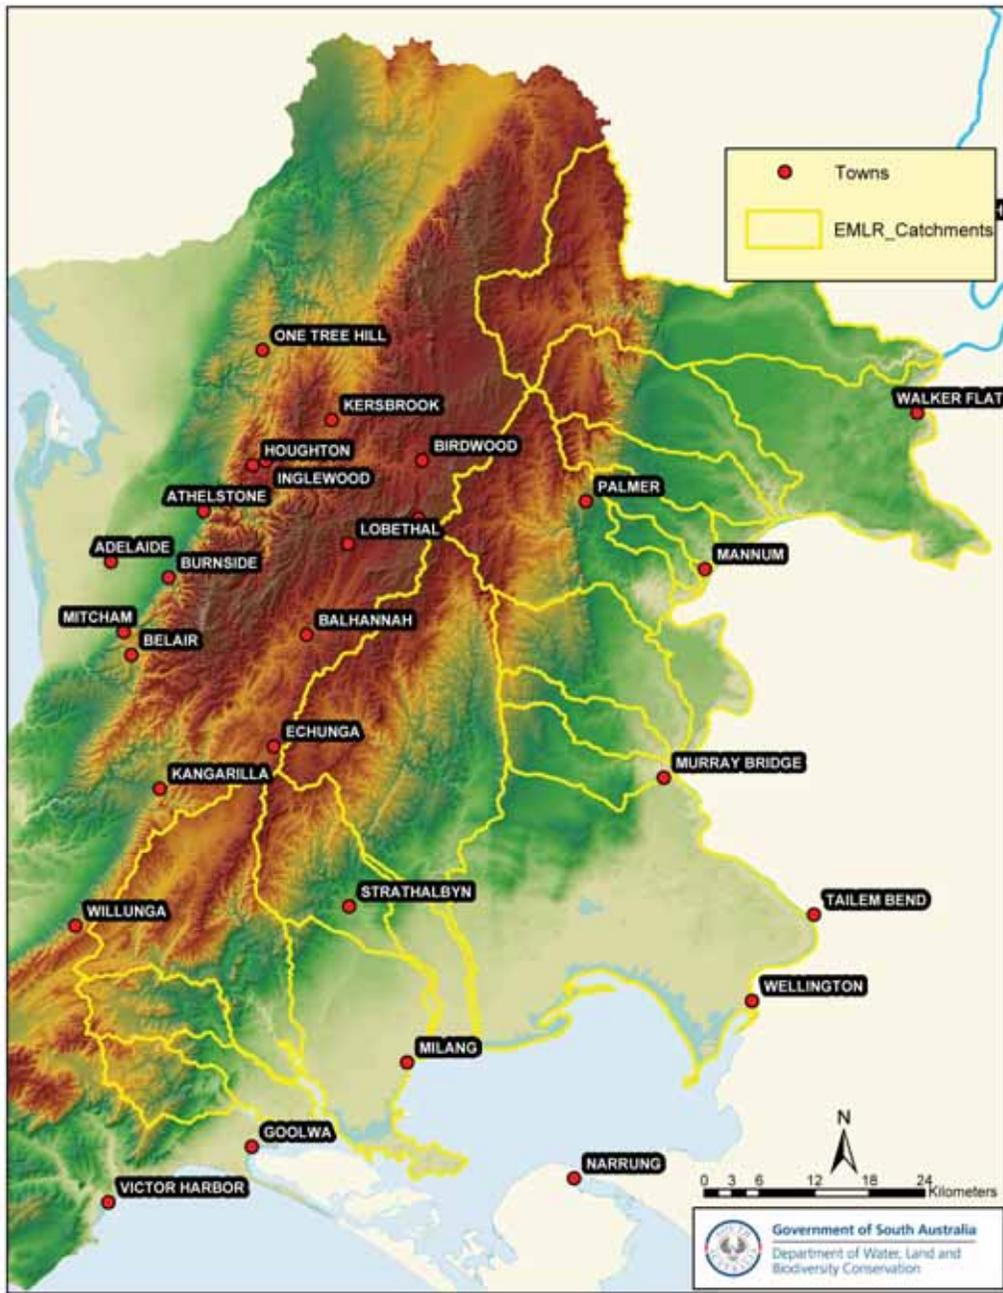 Towns
EMLR_Catchments
ONE TREE HILL
KERSBROOK
WALKER FLAT
HOUGHTON
BIRDWOOD
INGLEWOOD
PALMER
ATHELSTONE
LOBETHAL
ADELAIDE
BURNSIDE
MANNUM
MITCHAM
BALHANNAH
BELAIR
ECHUNGA
MURRAY BRIDGE
KANGARILLA
STRATHALBYN
TAILEM BEND
WILLUNGA
WELLINGTON
MILANG
GOOLWA
NARRUNG
VICTOR HARBOR
N
0 3 6 12 18 24
Kilometers
Government of South Australia
Department of Water, Land and
Biodiversity Conservation